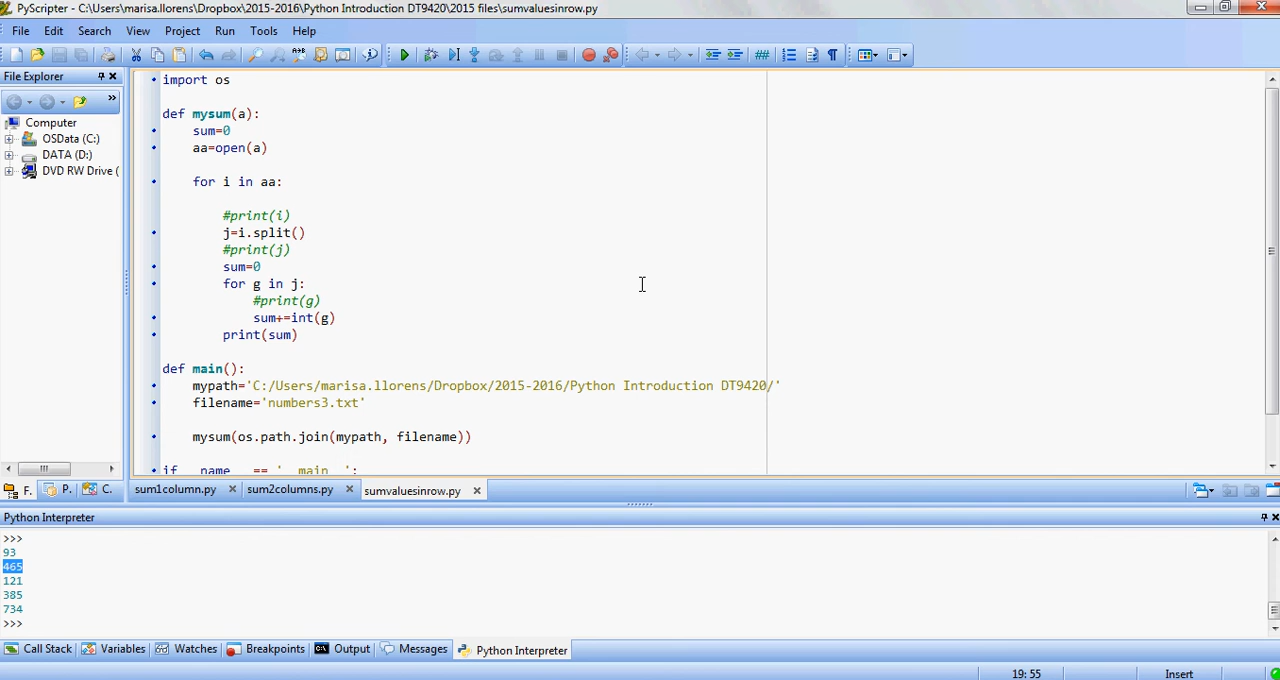 PyScripter - C:\Users\marisa.llorens\Dropbox\2015-2016\Python Introduction DT9420\2015 files\sumvaluesinrow.py
File Edit Search View Project Run Tools Help
File Explorer
Computer
OSData (C:)
DATA (D:)
DVD RW Drive (
import os
def mysum(a):
sum=0
aa=open(a)
for i in aa:
#print(i)
j=i.split()
#print(j)
sum=0
for g in j:
#print(g)
sum+=int(g)
print(sum)
def main():
mypath='C:/Users/marisa.llorens/Dropbox/2015-2016/Python Introduction DT9420/'
filename='numbers3.txt'
mysum(os.path.join(mypath, filename))
if __name__ == '__main__':
F. P. C. sum1column.py sum2columns.py sumvaluesinrow.py
Python Interpreter
>>>
93
465
121
385
734
>>>
Call Stack Variables Watches Breakpoints Output Messages Python Interpreter
19: 55 Insert